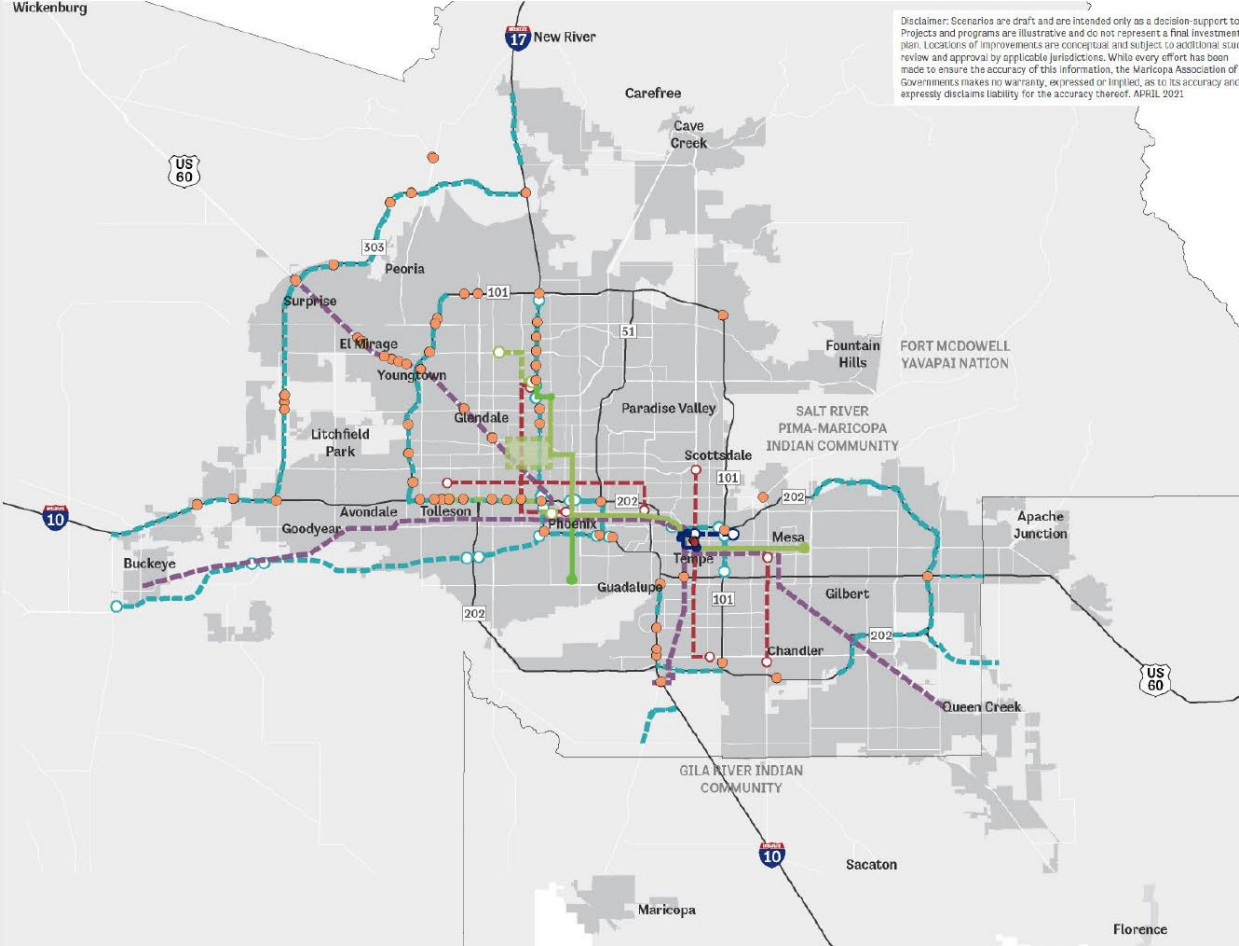 Wickenburg
Disclaimer: Scenarios are draft and are intended only as a decision-support to
Projects and programs are illustrative and do not represent a final investment
plan. Locations of improvements are conceptual and subject to additional stud
review and approval by applicable jurisdictions. While every effort has been
made to ensure the accuracy of this information, the Maricopa Association of
Governments makes no warranty, expressed or implied, as to its accuracy and
expressly disclaims liability for the accuracy thereof. APRIL 2021
17
New River
Carefree
Cave
Creek
US
60
303
Peoria
Surprise
101
51
El Mirage
Youngtown
Fountain
Hills
FORT MCDOWELL
YAVAPAI NATION
Glendale
Paradise Valley
SALT RIVER
PIMA-MARICOPA
INDIAN COMMUNITY
Litchfield
Park
Scottsdale
101
202
202
10
Avondale
Tolleson
Goodyear
Phoenix
Mesa
Apache
Junction
Tempe
Buckeye
Guadalupe
Gilbert
101
202
202
Chandler
US
60
Queen Creek
GILA RIVER INDIAN
COMMUNITY
10
Sacaton
Maricopa
Florence